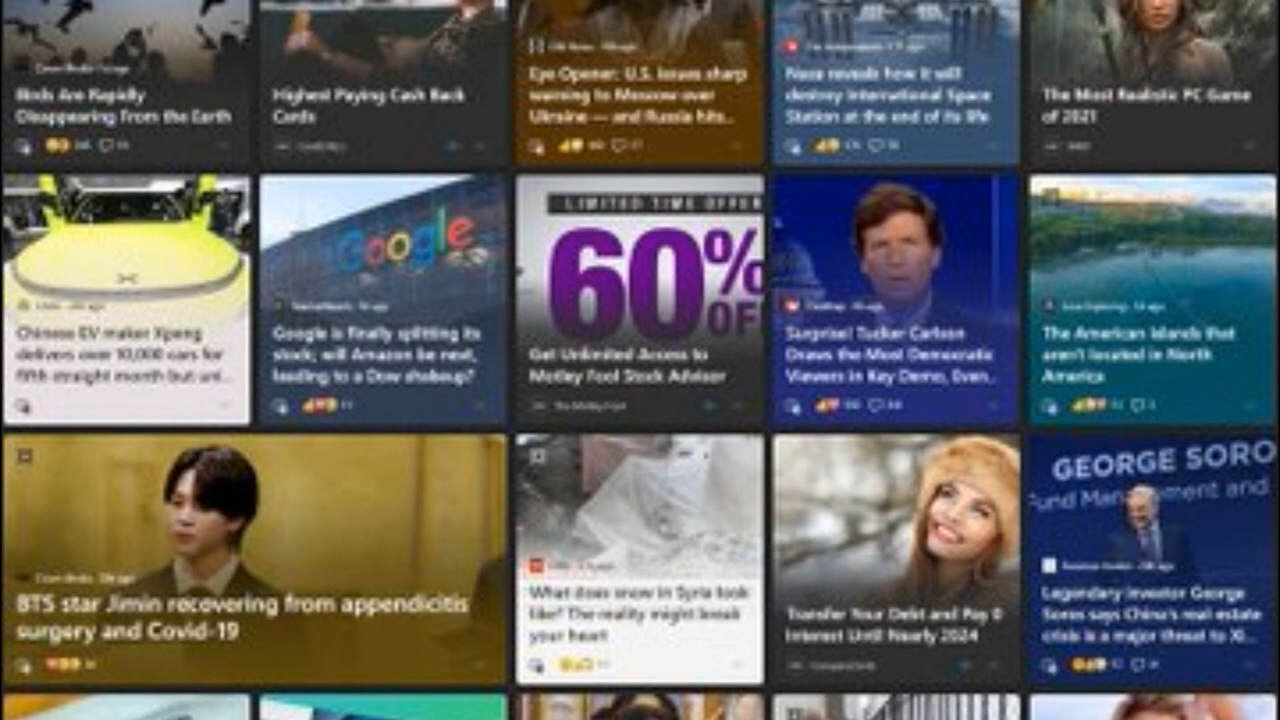 Birds Are Rapidly
Disappearing From the Earth
Highest Paying Cash Back
Cards
Eye Opener: U.S. issues sharp
warning to Moscow over
Ukraine — and Russia hits...
Nasa reveals how it will
destroy International Space
Station at the end of its life
The Most Realistic PC Game
of 2021
Chinese EV maker Xpeng
delivers over 10,000 cars for
fifth straight month but uni...
Google
Google is finally splitting its
stock; will Amazon be next,
leading to a Dow shakeup?
LIMITED TIME OFFER
60%
OF
Get Unlimited Access to
Motley Fool Stock Advisor
The Motley Fool
Surprise! Tucker Carlson
Draws the Most Democratic
Viewers in Key Demo, Even...
The American islands that
aren't located in North
America
BTS star Jimin recovering from appendicitis
surgery and Covid-19
What does snow in Syria look
like? The reality might break
your heart
Transfer Your Debt and Pay 0
Interest Until Nearly 2024
GEORGE SORO
Fund Management and
Legendary investor George
Soros says China's real estate
crisis is a major threat to Xi...